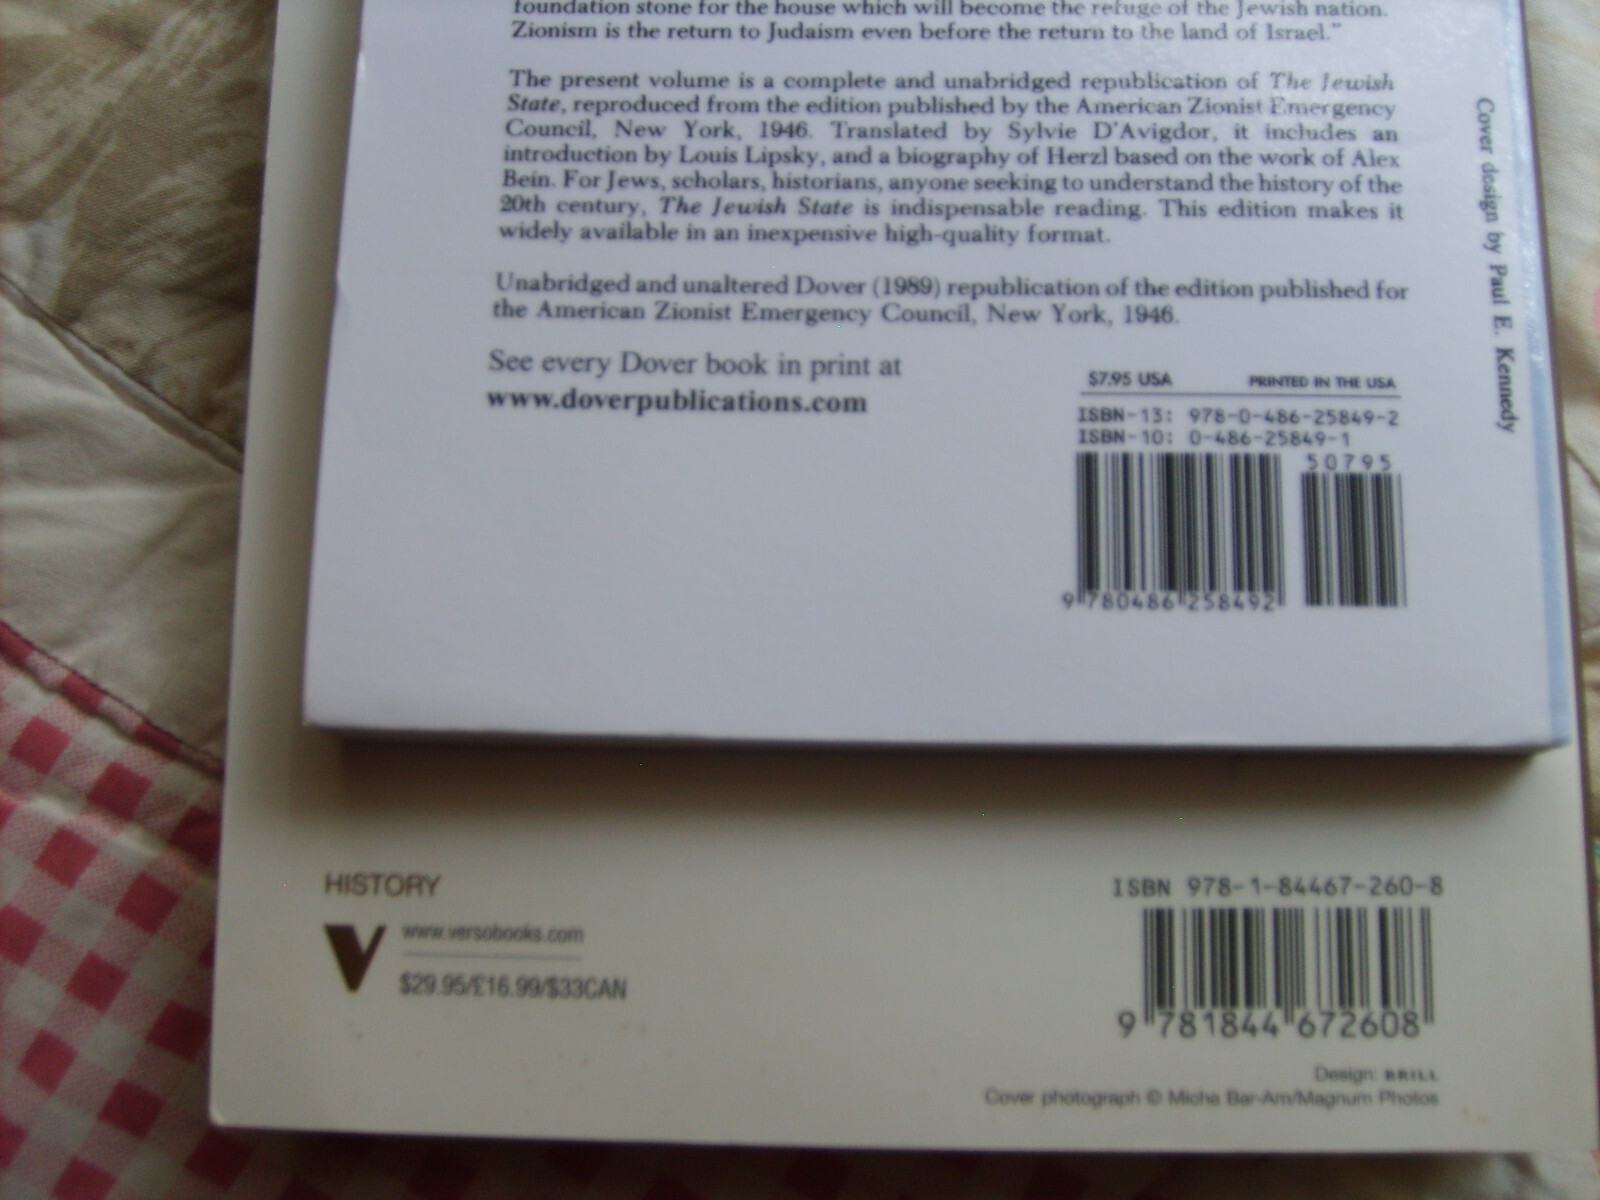 foundation stone for the house which will become the refuge of the Jewish nation.
Zionism is the return to Judaism even before the return to the land of Israel."
The present volume is a complete and unabridged republication of The Jewish
State, reproduced from the edition published by the American Zionist Emergency
Council, New York, 1946. Translated by Sylvie D'Avigdor, it includes an
introduction by Louis Lipsky, and a biography of Herzl based on the work of Alex
Bein. For Jews, scholars, historians, anyone seeking to understand the history of the
20th century, The Jewish State is indispensable reading. This edition makes it
widely available in an inexpensive high-quality format.
Unabridged and unaltered Dover (1989) republication of the edition published for
the American Zionist Emergency Council, New York, 1946.
See every Dover book in print at
www.doverpublications.com
$7.95 USA PRINTED IN THE USA
ISBN-13: 978-0-486-25849-2
ISBN-10: 0-486-25849-1
50795
9 780486 258492
Cover design by Paul E. Kennedy
HISTORY
www.versobooks.com
$29.95/£16.99/$33CAN
ISBN 978-1-84467-260-8
9 781844 672608
Design: BRILL
Cover photograph © Micha Bar-Am/Magnum Photos